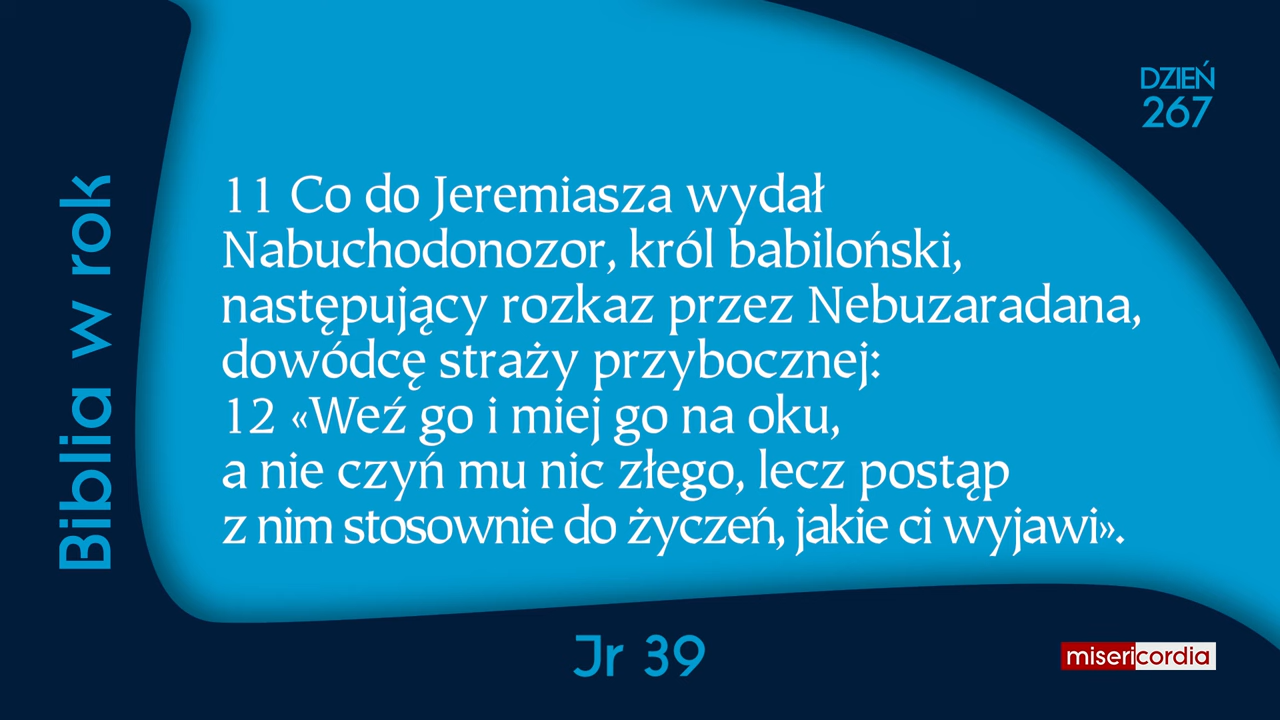 DZIEŃ
267
Biblia w rok
11 Co do Jeremiasza wydał
Nabuchodonozor, król babiloński,
następujący rozkaz przez Nebuzaradana,
dowódcę straży przybocznej:
12 «Weź go i miej go na oku,
a nie czyń mu nic złego, lecz postąp
z nim stosownie do życzeń, jakie ci wyjawi».
Jr 39
misericordia